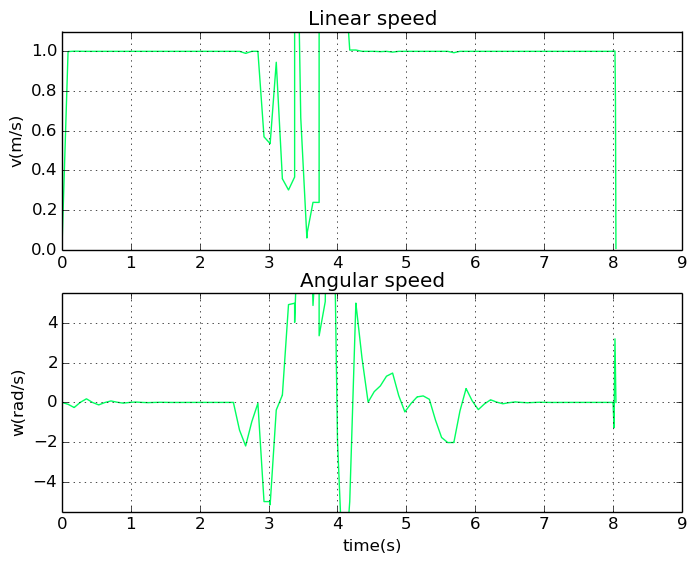 Linear speed
1.0
0.8
0.6
0.4
0.2
0.0
v(m/s)
0 1 2 3 4 5 6 7 8 9
Angular speed
4
2
0
−2
−4
w(rad/s)
0 1 2 3 4 5 6 7 8 9
time(s)